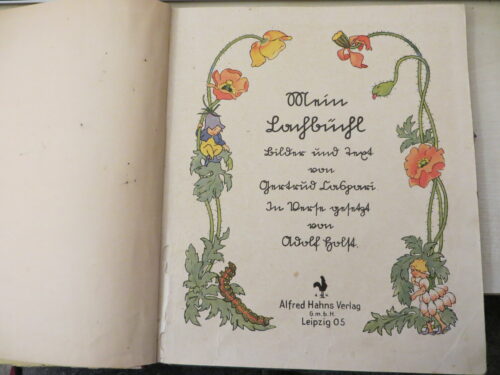 Mein
Lachbüchl
Bilder und Text
von
Gertrud Caspari.
In Verse gesetzt
von
Adolf Holst.
Alfred Hahns Verlag
G.m.b.H.
Leipzig O5